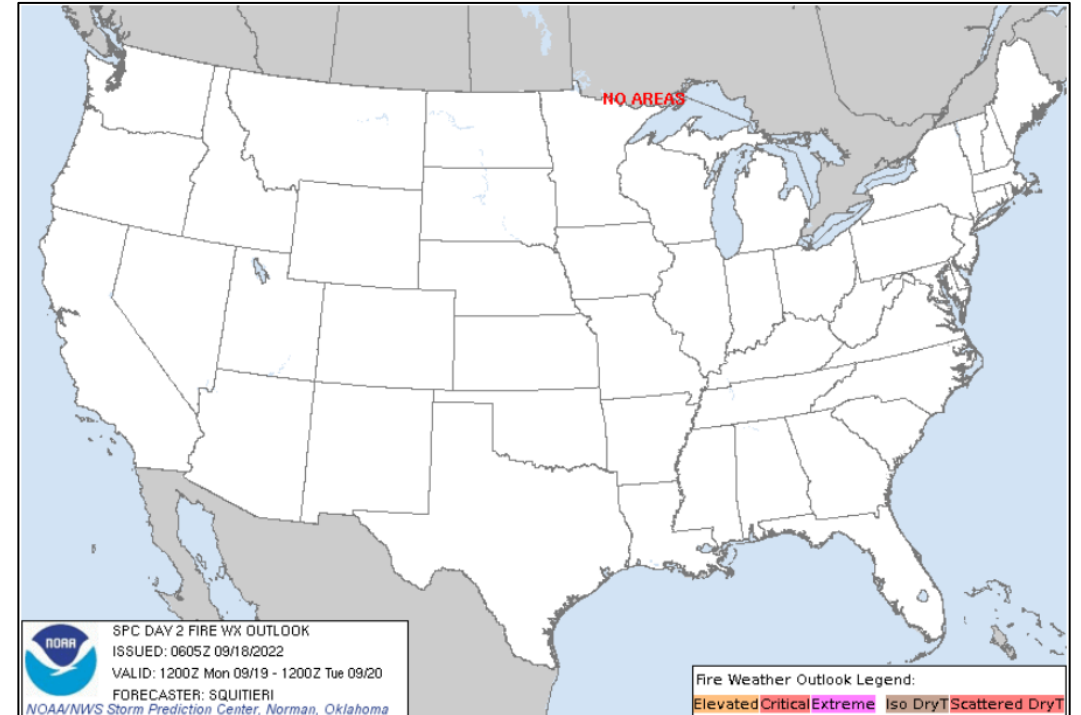 NO AREAS
NOAA
SPC DAY 2 FIRE WX OUTLOOK
ISSUED: 0605Z 09/18/2022
VALID: 1200Z Mon 09/19 - 1200Z Tue 09/20
FORECASTER: SQUITIERI
NOAA/NWS Storm Prediction Center, Norman, Oklahoma
Fire Weather Outlook Legend:
Elevated Critical Extreme Iso DryT Scattered DryT